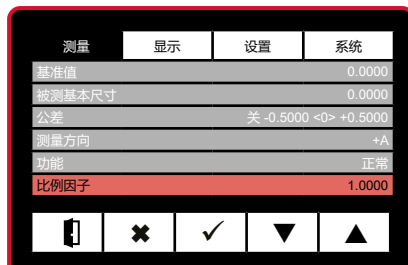 测量 显示 设置 系统
基准值 0.0000
被测基本尺寸 0.0000
公差 关 -0.5000 <0> +0.5000
测量方向 +A
功能 正常
比例因子 1.0000